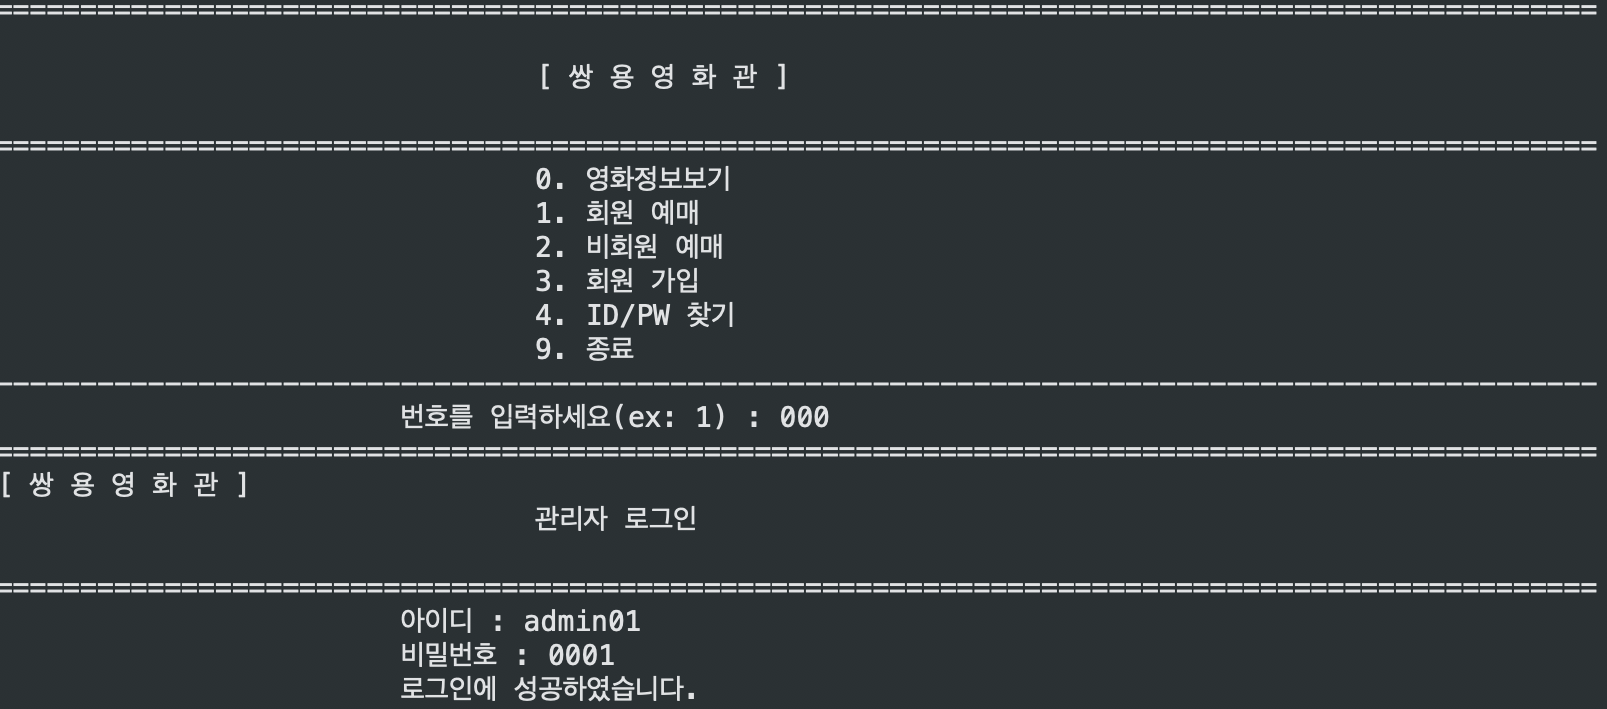 ===============================================================================================
[ 쌍 용 영 화 관 ]
===============================================================================================
0. 영화정보보기
1. 회원 예매
2. 비회원 예매
3. 회원 가입
4. ID/PW 찾기
9. 종료
-----------------------------------------------------------------------------------------------
번호를 입력하세요(ex: 1) : 000
===============================================================================================
[ 쌍 용 영 화 관 ]
관리자 로그인
===============================================================================================
아이디 : admin01
비밀번호 : 0001
로그인에 성공하였습니다.